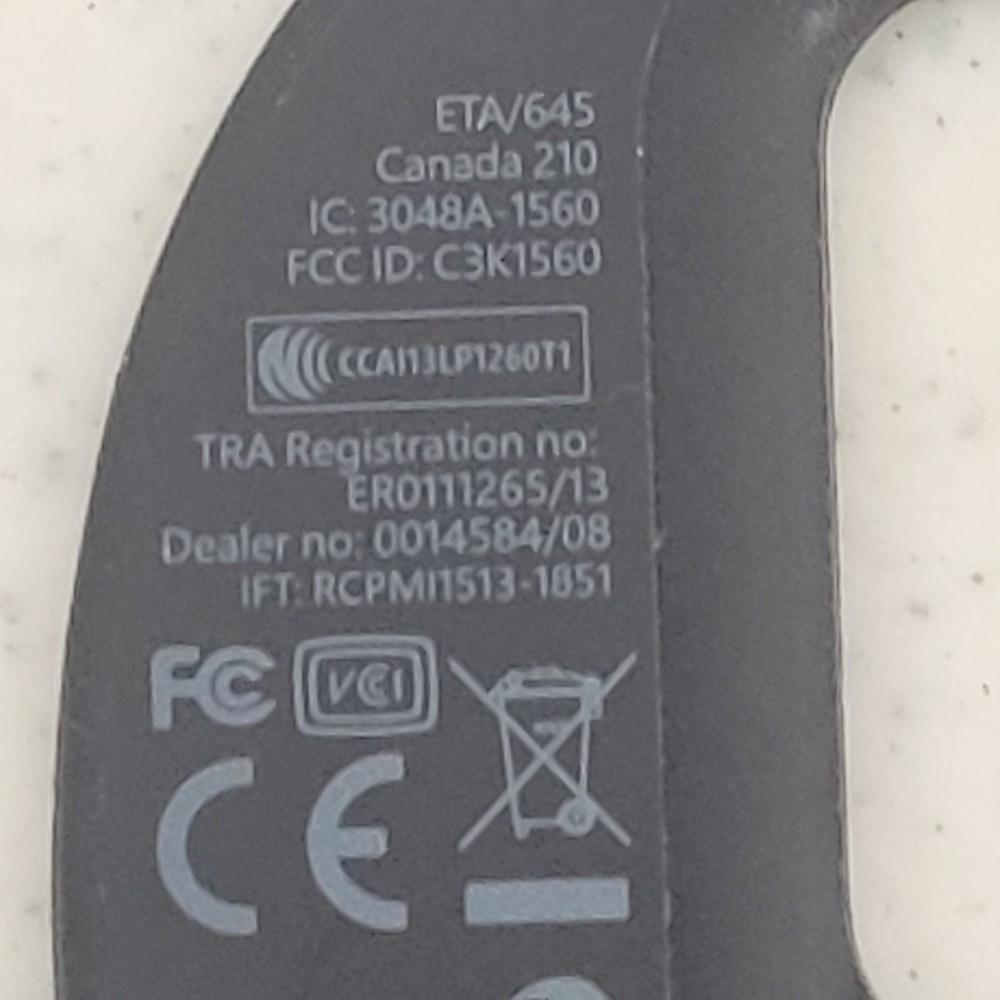 ETA/645
Canada 210
IC: 3048A-1560
FCC ID: C3K1560
CCAI13LP1260T1
TRA Registration no:
ER0111265/13
Dealer no: 0014584/08
IFT: RCPMI1513-1851
FC VCCI
CE